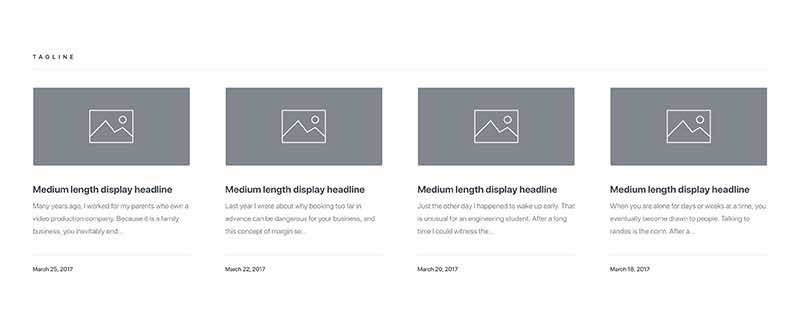 TAGLINE
Medium length display headline
Many years ago, I worked for my parents who own a
video production company. Because it is a family
business, you inevitably end...
March 25, 2017
Medium length display headline
Last year I wrote about why booking too far in
advance can be dangerous for your business, and
this concept of margin so...
March 22, 2017
Medium length display headline
Just the other day I happened to wake up early. That
is unusual for an engineering student. After a long
time I could witness the...
March 20, 2017
Medium length display headline
When you are alone for days or weeks at a time, you
eventually become drawn to people. Talking to
randos is the norm. After a...
March 18, 2017